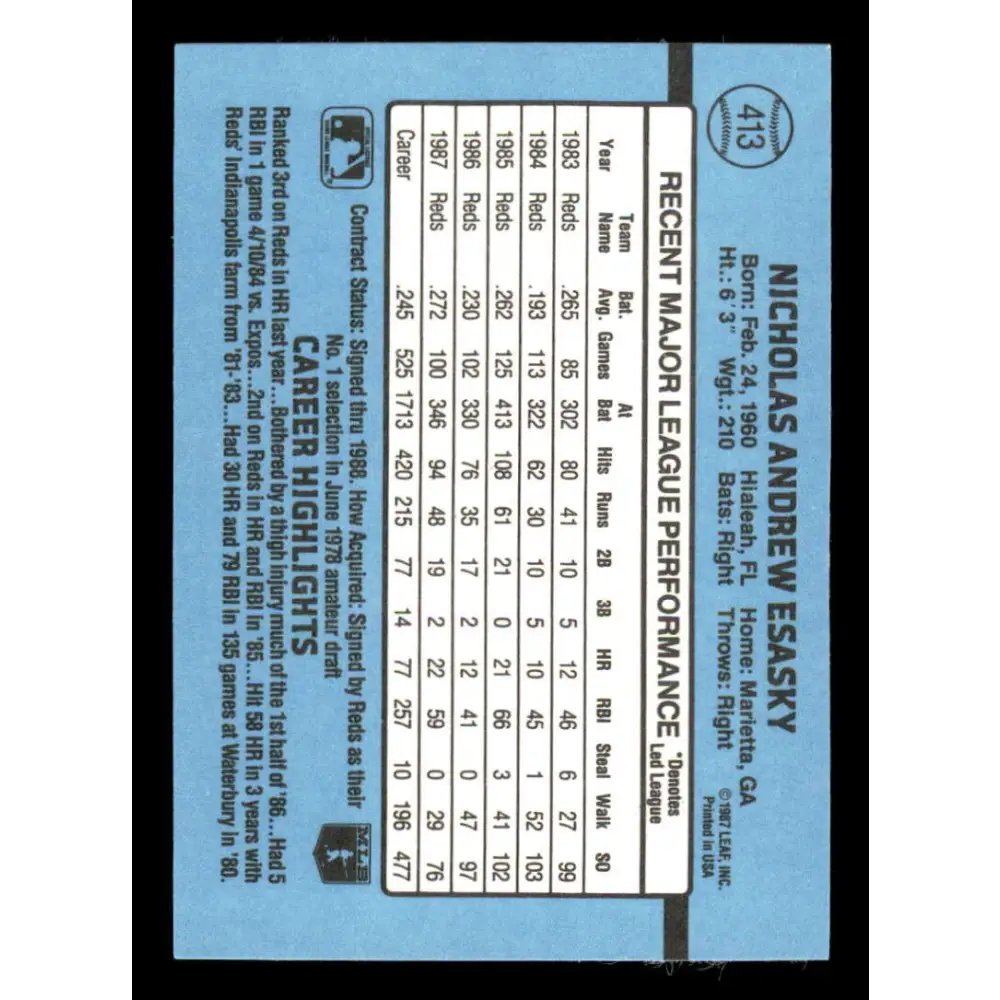 413
NICHOLAS ANDREW ESASKY
Born: Feb. 24, 1960 Hialeah, FL Home: Marietta, GA
Ht.: 6'3" Wgt.: 210 Bats: Right Throws: Right
©1987 LEAF, INC.
Printed in USA
RECENT MAJOR LEAGUE PERFORMANCE *Denotes Led League
Year Team Name Bat. Avg. Games At Bat Hits Runs 2B 3B HR RBI Steal Walk SO
1983 Reds .265 85 302 80 41 10 5 12 46 6 27 99
1984 Reds .193 113 322 62 30 10 5 10 45 1 52 103
1985 Reds .262 125 413 108 61 21 0 21 66 3 41 102
1986 Reds .230 102 330 76 35 17 2 12 41 0 47 97
1987 Reds .272 100 346 94 48 19 2 22 59 0 29 76
Career .245 525 1713 420 215 77 14 77 257 10 196 477
Contract Status: Signed thru 1988. How Acquired: Signed by Reds as their
No. 1 selection in June 1978 amateur draft
MLB
CAREER HIGHLIGHTS
Ranked 3rd on Reds in HR last year...Bothered by a thigh injury much of the 1st half of '86...Had 5
RBI in 1 game 4/10/84 vs. Expos...2nd on Reds in HR and RBI in '85...Hit 58 HR in 3 years with
Reds' Indianapolis farm from '81-'83...Had 30 HR and 79 RBI in 135 games at Waterbury in '80.